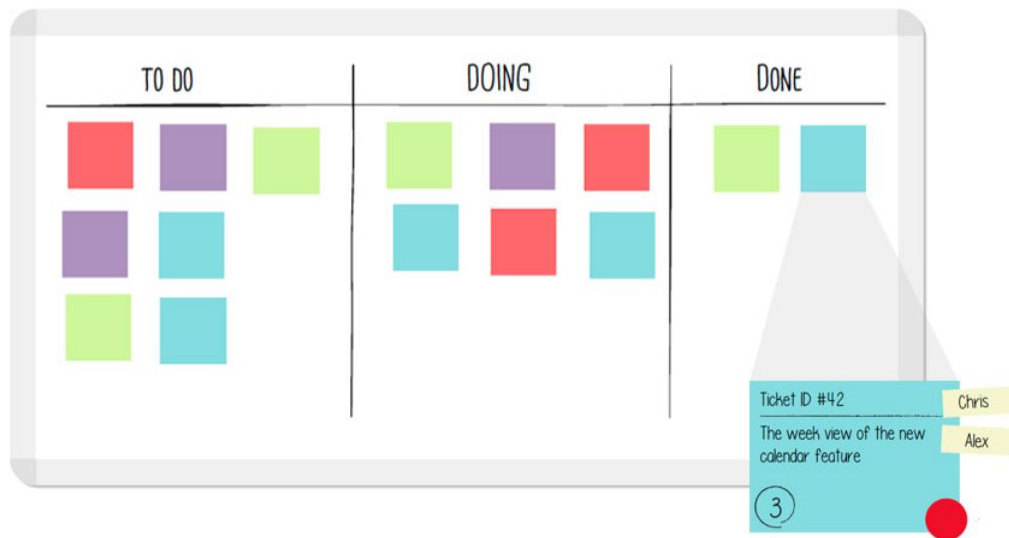 TO DO
DOING
DONE
Ticket ID #42
Chris
The week view of the new
Alex
calendar feature
3